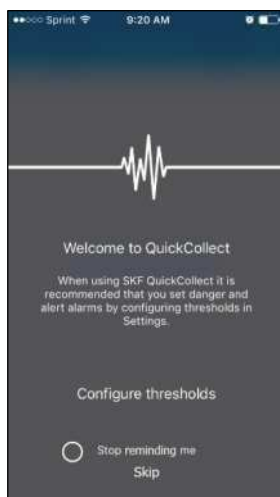 Sprint 9:20 AM
Welcome to QuickCollect
When using SKF QuickCollect it is
recommended that you set danger and
alert alarms by configuring thresholds in
Settings.
Configure thresholds
Stop reminding me
Skip